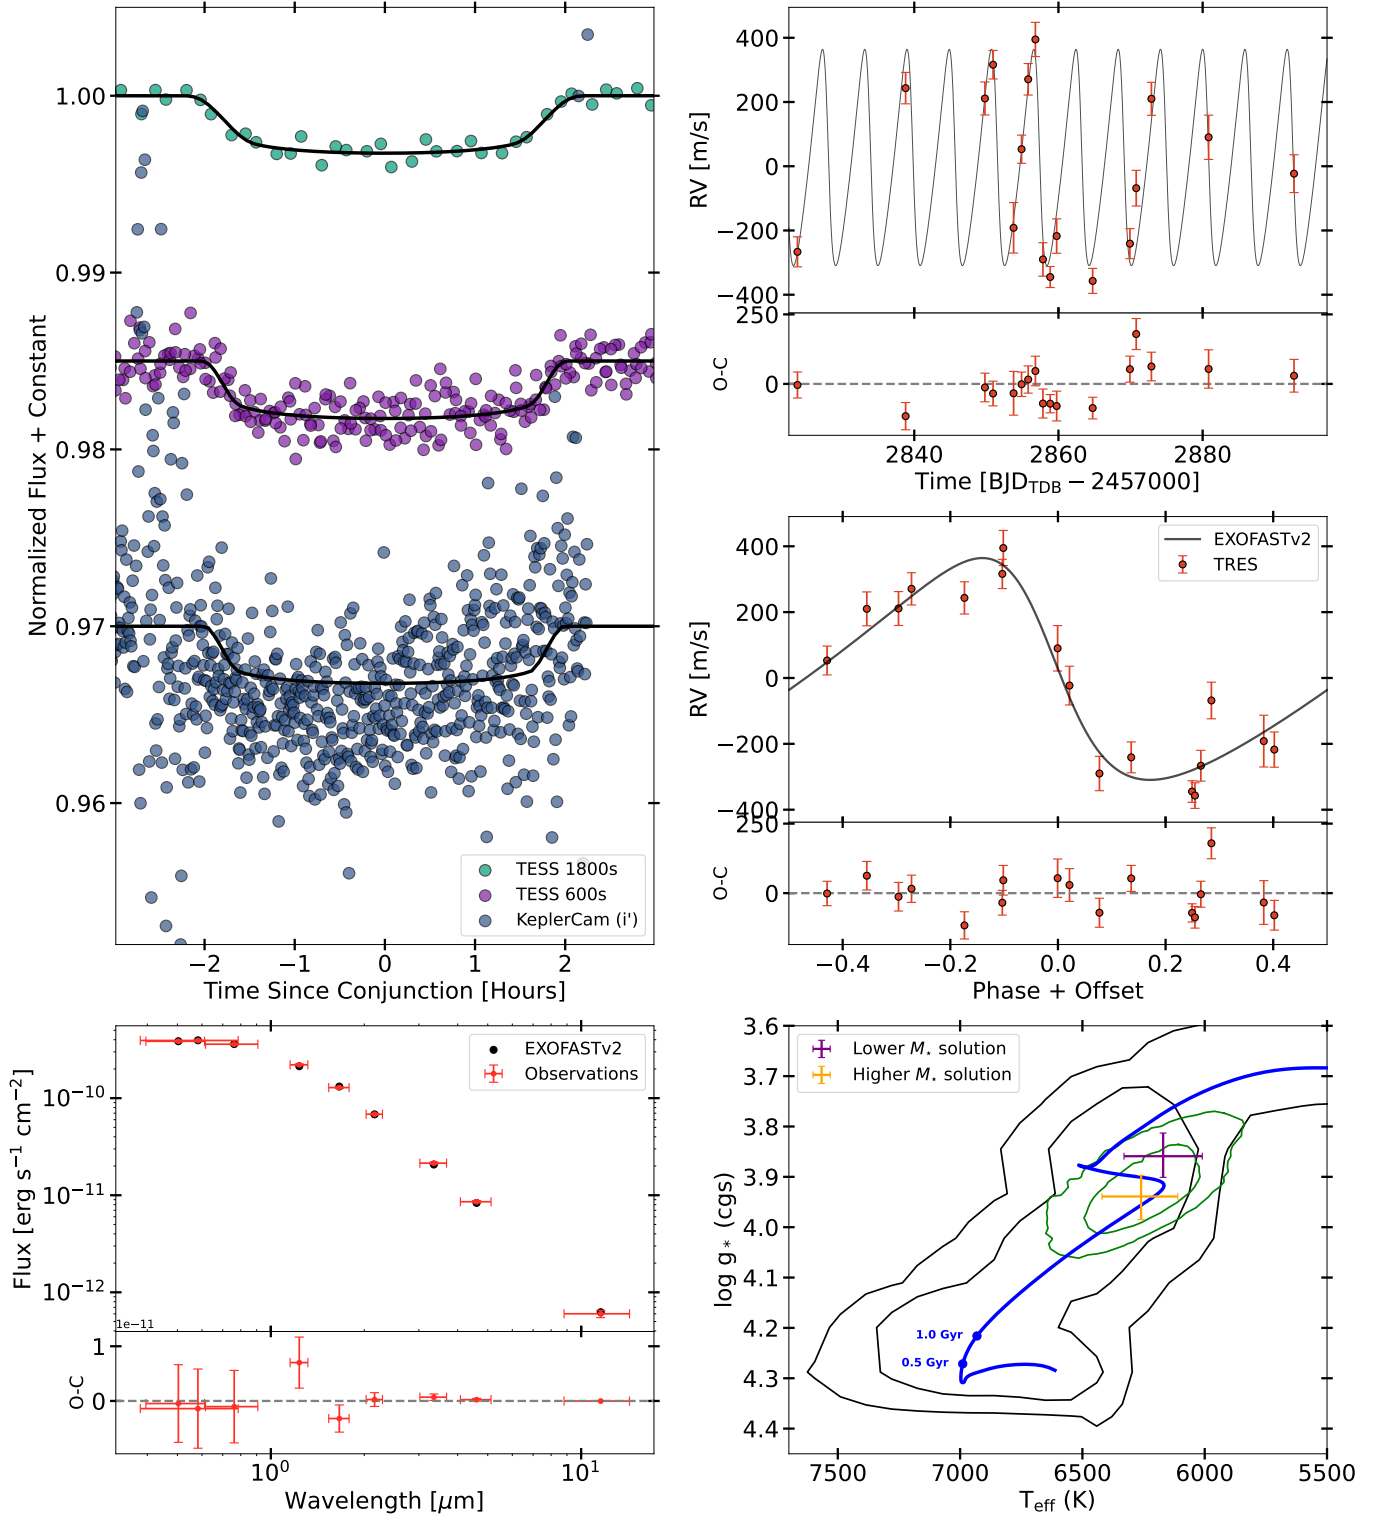 Normalized Flux + Constant
1.00
0.99
0.98
0.97
0.96
TESS 1800s
TESS 600s
KeplerCam (i')
−2 −1 0 1 2
Time Since Conjunction [Hours]
RV [m/s]
400
200
0
−200
−400
O-C
250
0
2840 2860 2880
Time [BJD_TDB − 2457000]
RV [m/s]
400
200
0
−200
−400
EXOFASTv2
TRES
O-C
250
0
−0.4 −0.2 0.0 0.2 0.4
Phase + Offset
Flux [erg s⁻¹ cm⁻²]
10⁻¹⁰
10⁻¹¹
10⁻¹²
EXOFASTv2
Observations
1e−11
O-C
1
0
10⁰ 10¹
Wavelength [μm]
log g* (cgs)
3.6
3.7
3.8
3.9
4.0
4.1
4.2
4.3
4.4
Lower M⋆ solution
Higher M⋆ solution
1.0 Gyr
0.5 Gyr
7500 7000 6500 6000 5500
T_eff (K)